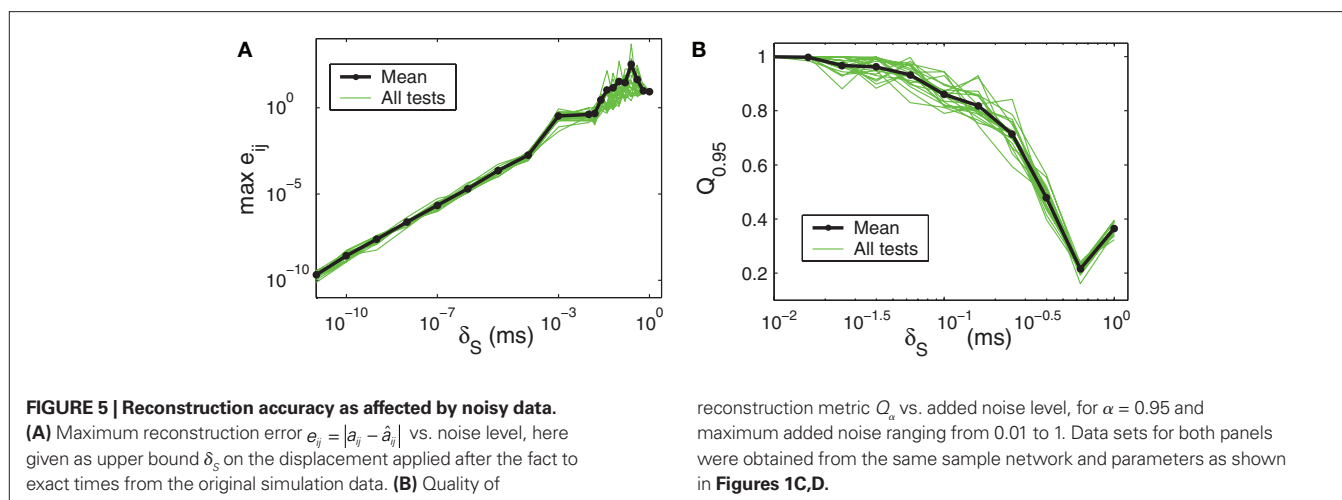 A
Mean
All tests
max e_ij
10^0
10^-5
10^-10
10^-10
10^-7
10^-3
10^0
δ_S (ms)
B
Mean
All tests
Q_0.95
1
0.8
0.6
0.4
0.2
10^-2
10^-1.5
10^-1
10^-0.5
10^0
δ_S (ms)
FIGURE 5 | Reconstruction accuracy as affected by noisy data.
(A) Maximum reconstruction error e_ij = |a_ij − â_ij| vs. noise level, here
given as upper bound δ_S on the displacement applied after the fact to
exact times from the original simulation data. (B) Quality of
reconstruction metric Q_α vs. added noise level, for α = 0.95 and
maximum added noise ranging from 0.01 to 1. Data sets for both panels
were obtained from the same sample network and parameters as shown
in Figures 1C,D.